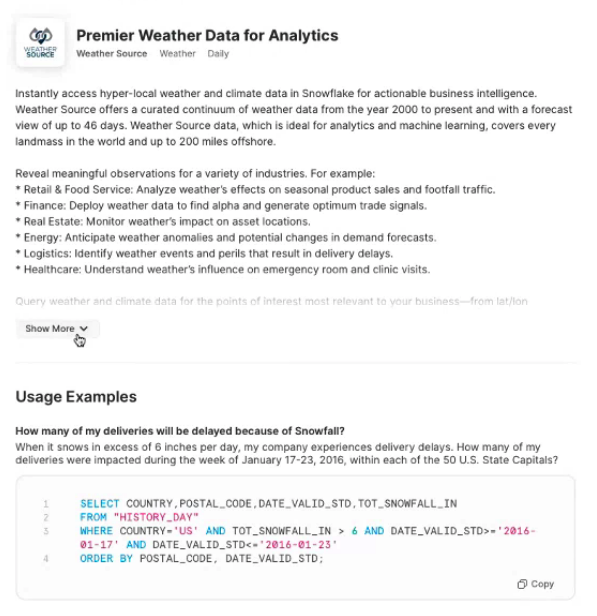 WEATHER
SOURCE
Premier Weather Data for Analytics
Weather Source Weather Daily
Instantly access hyper-local weather and climate data in Snowflake for actionable business intelligence.
Weather Source offers a curated continuum of weather data from the year 2000 to present and with a forecast
view of up to 46 days. Weather Source data, which is ideal for analytics and machine learning, covers every
landmass in the world and up to 200 miles offshore.
Reveal meaningful observations for a variety of industries. For example:
* Retail & Food Service: Analyze weather's effects on seasonal product sales and footfall traffic.
* Finance: Deploy weather data to find alpha and generate optimum trade signals.
* Real Estate: Monitor weather's impact on asset locations.
* Energy: Anticipate weather anomalies and potential changes in demand forecasts.
* Logistics: Identify weather events and perils that result in delivery delays.
* Healthcare: Understand weather's influence on emergency room and clinic visits.
Query weather and climate data for the points of interest most relevant to your business—from lat/lon
Show More
Usage Examples
How many of my deliveries will be delayed because of Snowfall?
When it snows in excess of 6 inches per day, my company experiences delivery delays. How many of my
deliveries were impacted during the week of January 17-23, 2016, within each of the 50 U.S. State Capitals?
1 SELECT COUNTRY,POSTAL_CODE,DATE_VALID_STD,TOT_SNOWFALL_IN
2 FROM "HISTORY_DAY"
3 WHERE COUNTRY='US' AND TOT_SNOWFALL_IN > 6 AND DATE_VALID_STD>='2016-
01-17' AND DATE_VALID_STD<='2016-01-23'
4 ORDER BY POSTAL_CODE, DATE_VALID_STD;
Copy